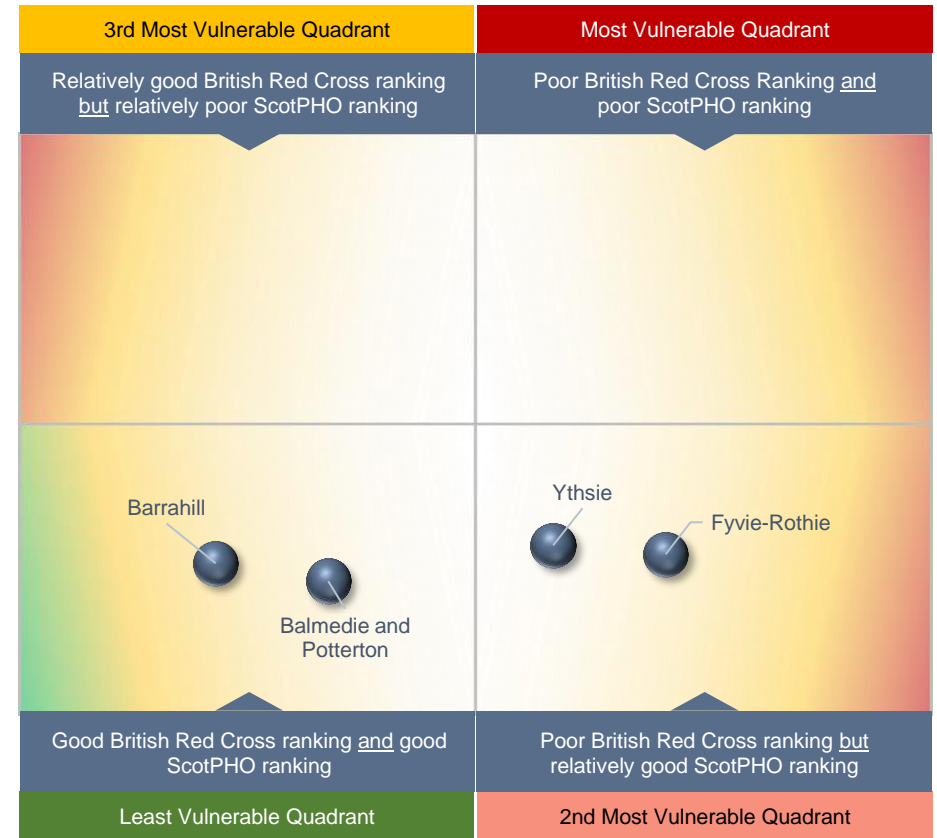 3rd Most Vulnerable Quadrant
Most Vulnerable Quadrant
Relatively good British Red Cross ranking
but relatively poor ScotPHO ranking
Poor British Red Cross Ranking and
poor ScotPHO ranking
Barrahill
Ythsie
Fyvie-Rothie
Balmedie and
Potterton
Good British Red Cross ranking and good
ScotPHO ranking
Poor British Red Cross ranking but
relatively good ScotPHO ranking
Least Vulnerable Quadrant
2nd Most Vulnerable Quadrant